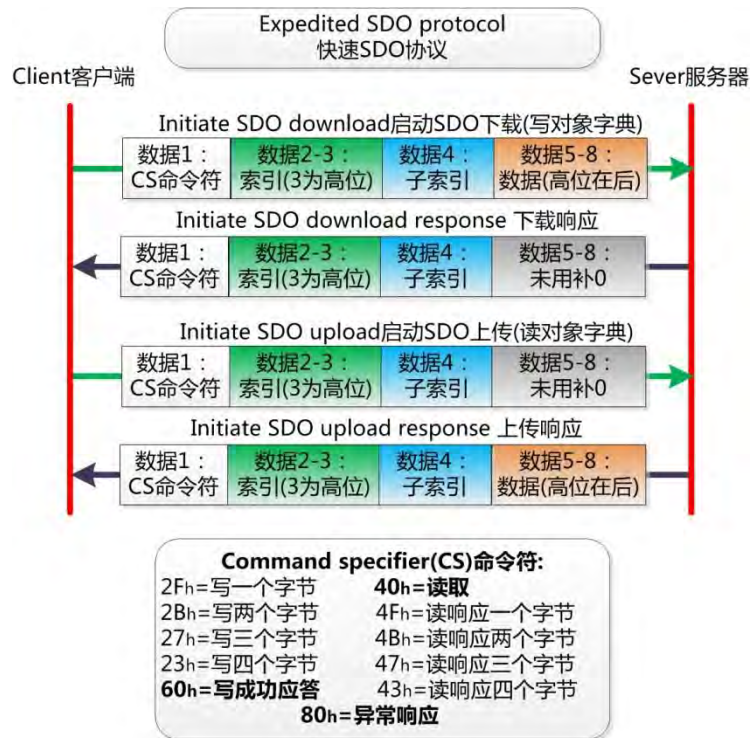 Expedited SDO protocol
快速SDO协议
Client客户端
Sever服务器
Initiate SDO download启动SDO下载(写对象字典)
数据1：
CS命令符
数据2-3：
索引(3为高位)
数据4：
子索引
数据5-8：
数据(高位在后)
Initiate SDO download response 下载响应
数据1：
CS命令符
数据2-3：
索引(3为高位)
数据4：
子索引
数据5-8：
未用补0
Initiate SDO upload启动SDO上传(读对象字典)
数据1：
CS命令符
数据2-3：
索引(3为高位)
数据4：
子索引
数据5-8：
未用补0
Initiate SDO upload response 上传响应
数据1：
CS命令符
数据2-3：
索引(3为高位)
数据4：
子索引
数据5-8：
数据(高位在后)
Command specifier(CS)命令符:
2Fh=写一个字节 40h=读取
2Bh=写两个字节 4Fh=读响应一个字节
27h=写三个字节 4Bh=读响应两个字节
23h=写四个字节 47h=读响应三个字节
60h=写成功应答 43h=读响应四个字节
80h=异常响应